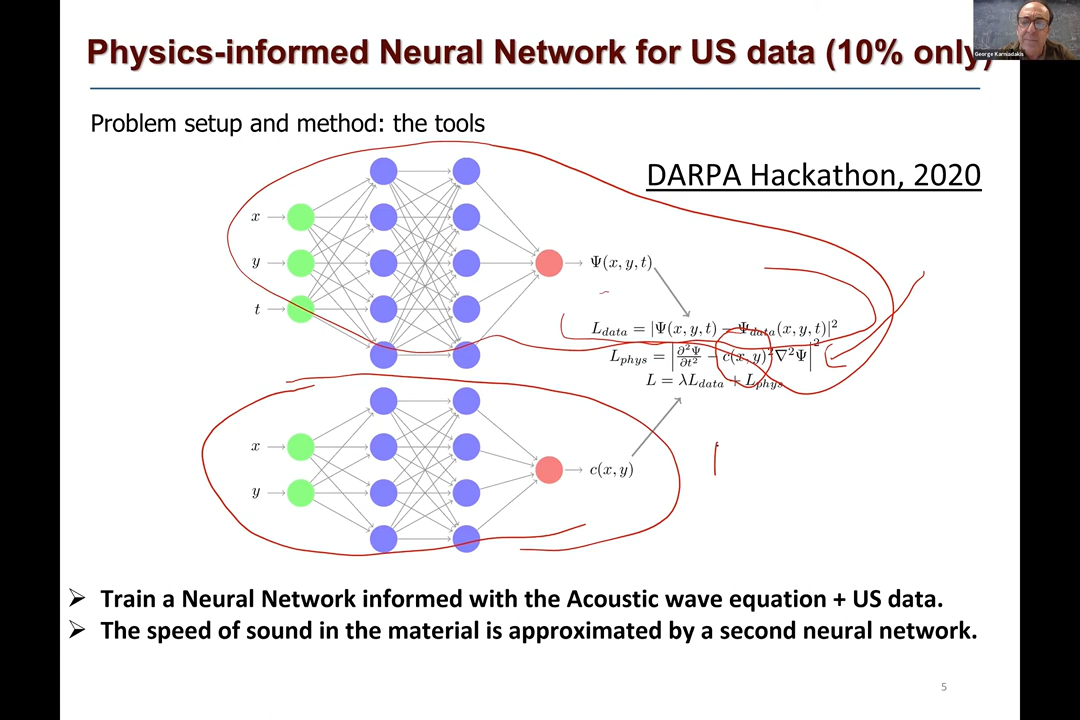 Physics-informed Neural Network for US data (10% only)
George Karniadakis
Problem setup and method: the tools
DARPA Hackathon, 2020
x
y
t
Ψ(x, y, t)
L_data = |Ψ(x, y, t) − Ψ_data(x, y, t)|²
L_phys = |∂²Ψ/∂t² − c(x, y)²∇²Ψ|²
L = λL_data + L_phys
x
y
c(x, y)
➢ Train a Neural Network informed with the Acoustic wave equation + US data.
➢ The speed of sound in the material is approximated by a second neural network.
5